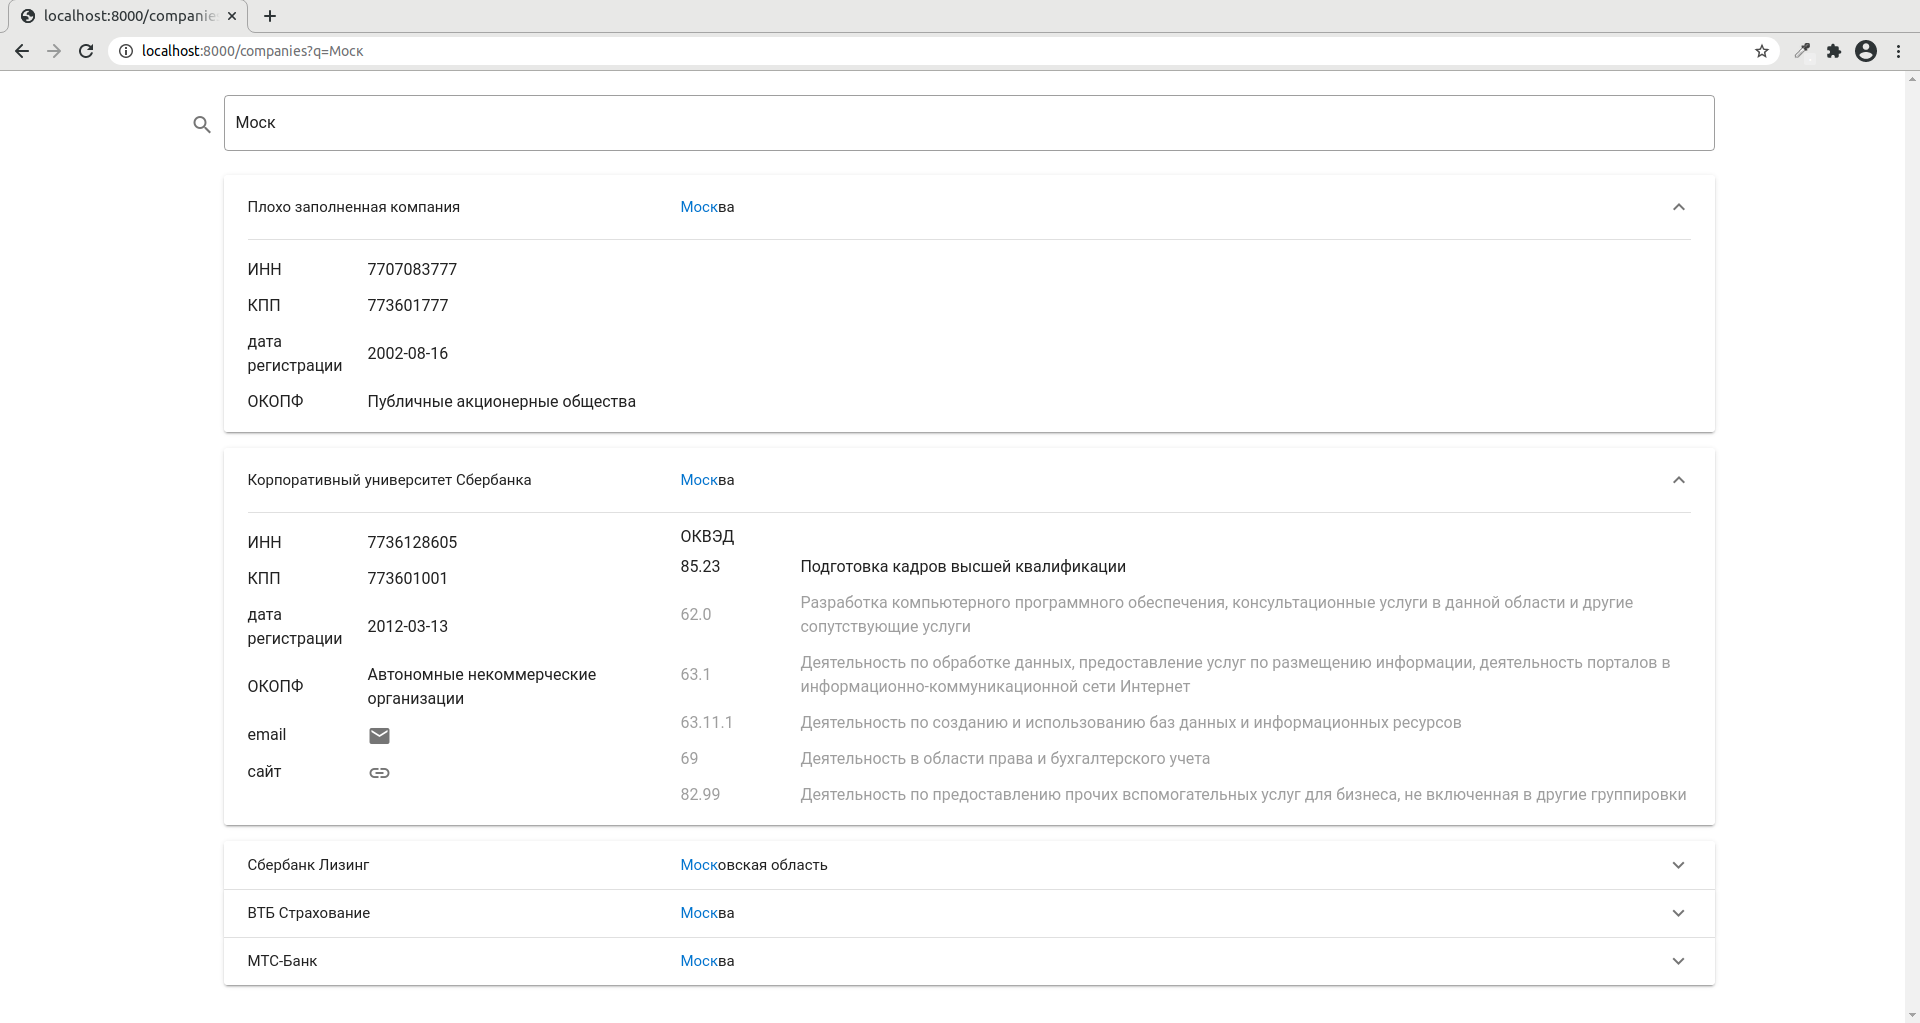 localhost:8000/companie
localhost:8000/companies?q=Моск
Моск
Плохо заполненная компания Москва
ИНН 7707083777
КПП 773601777
дата
регистрации 2002-08-16
ОКОПФ Публичные акционерные общества
Корпоративный университет Сбербанка Москва
ИНН 7736128605
КПП 773601001
дата
регистрации 2012-03-13
ОКОПФ Автономные некоммерческие
организации
email
сайт
ОКВЭД
85.23 Подготовка кадров высшей квалификации
62.0 Разработка компьютерного программного обеспечения, консультационные услуги в данной области и другие
сопутствующие услуги
63.1 Деятельность по обработке данных, предоставление услуг по размещению информации, деятельность порталов в
информационно-коммуникационной сети Интернет
63.11.1 Деятельность по созданию и использованию баз данных и информационных ресурсов
69 Деятельность в области права и бухгалтерского учета
82.99 Деятельность по предоставлению прочих вспомогательных услуг для бизнеса, не включенная в другие группировки
Сбербанк Лизинг Московская область
ВТБ Страхование Москва
МТС-Банк Москва